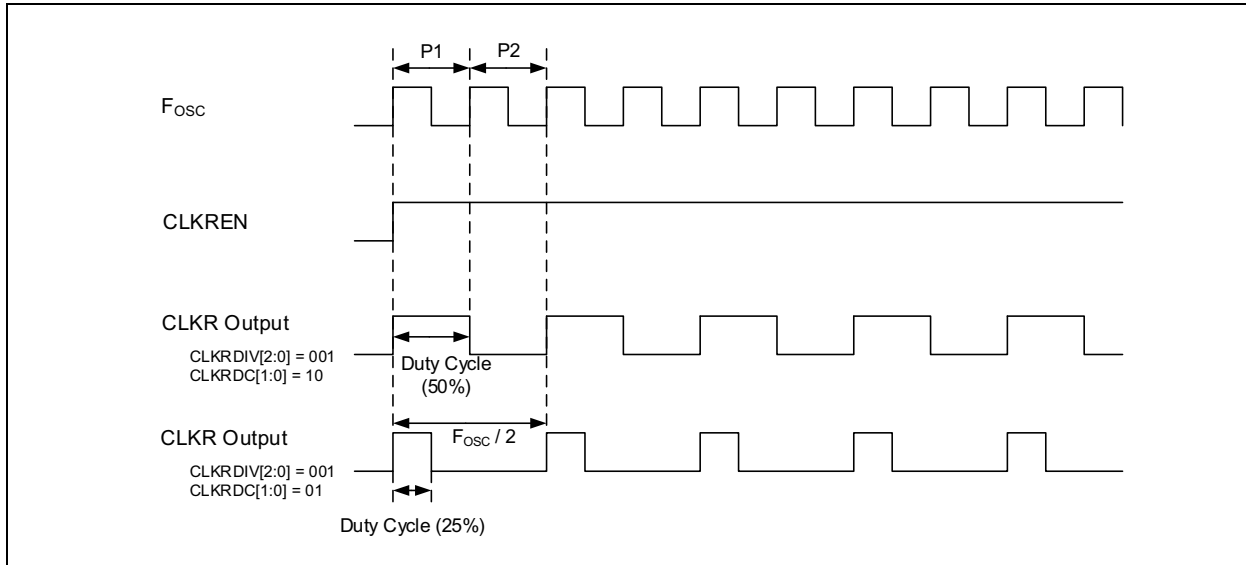 P1
P2
FOSC
CLKREN
CLKR Output
CLKRDIV[2:0] = 001
CLKRDC[1:0] = 10
Duty Cycle
(50%)
FOSC / 2
CLKR Output
CLKRDIV[2:0] = 001
CLKRDC[1:0] = 01
Duty Cycle (25%)